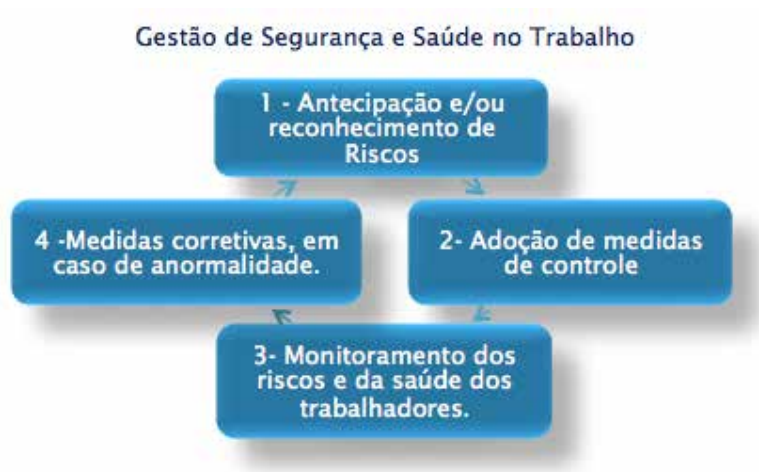 Gestão de Segurança e Saúde no Trabalho
1 - Antecipação e/ou
reconhecimento de
Riscos
2- Adoção de medidas
de controle
3- Monitoramento dos
riscos e da saúde dos
trabalhadores.
4 -Medidas corretivas, em
caso de anormalidade.